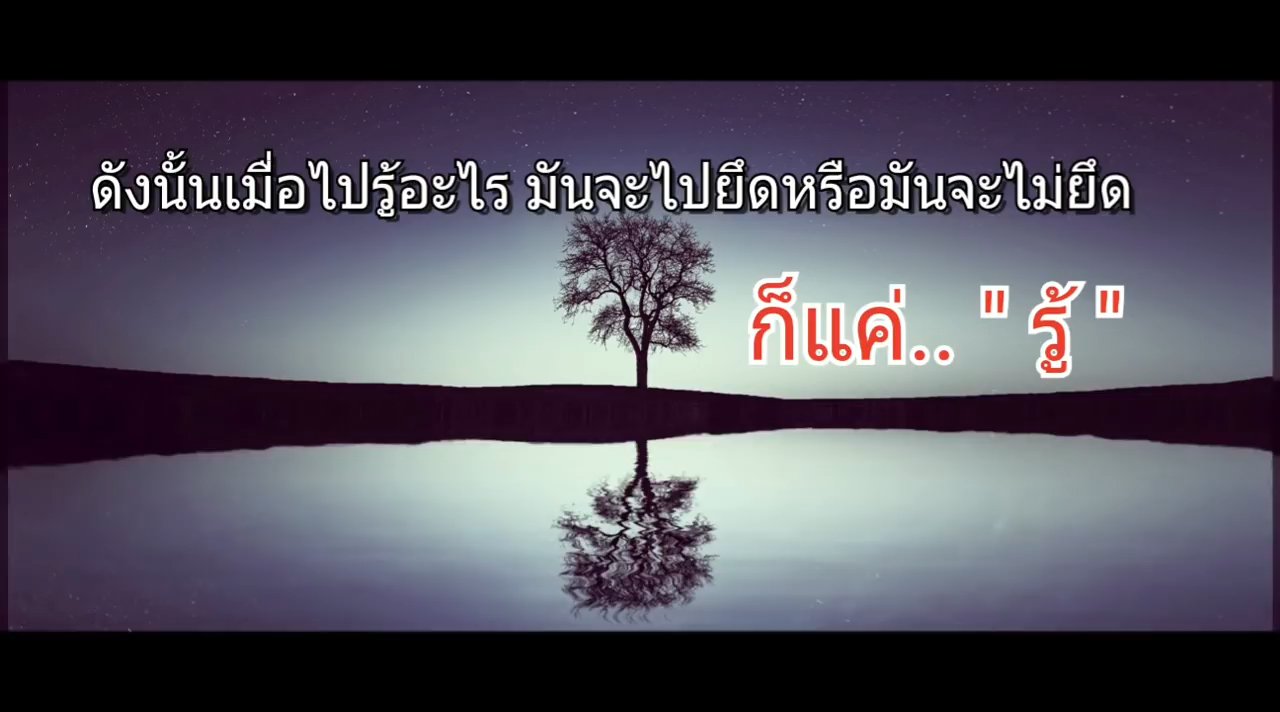 ดังนั้นเมื่อไปรู้อะไร มันจะไปยึดหรือมันจะไม่ยึด
ก็แค่.. " รู้ "